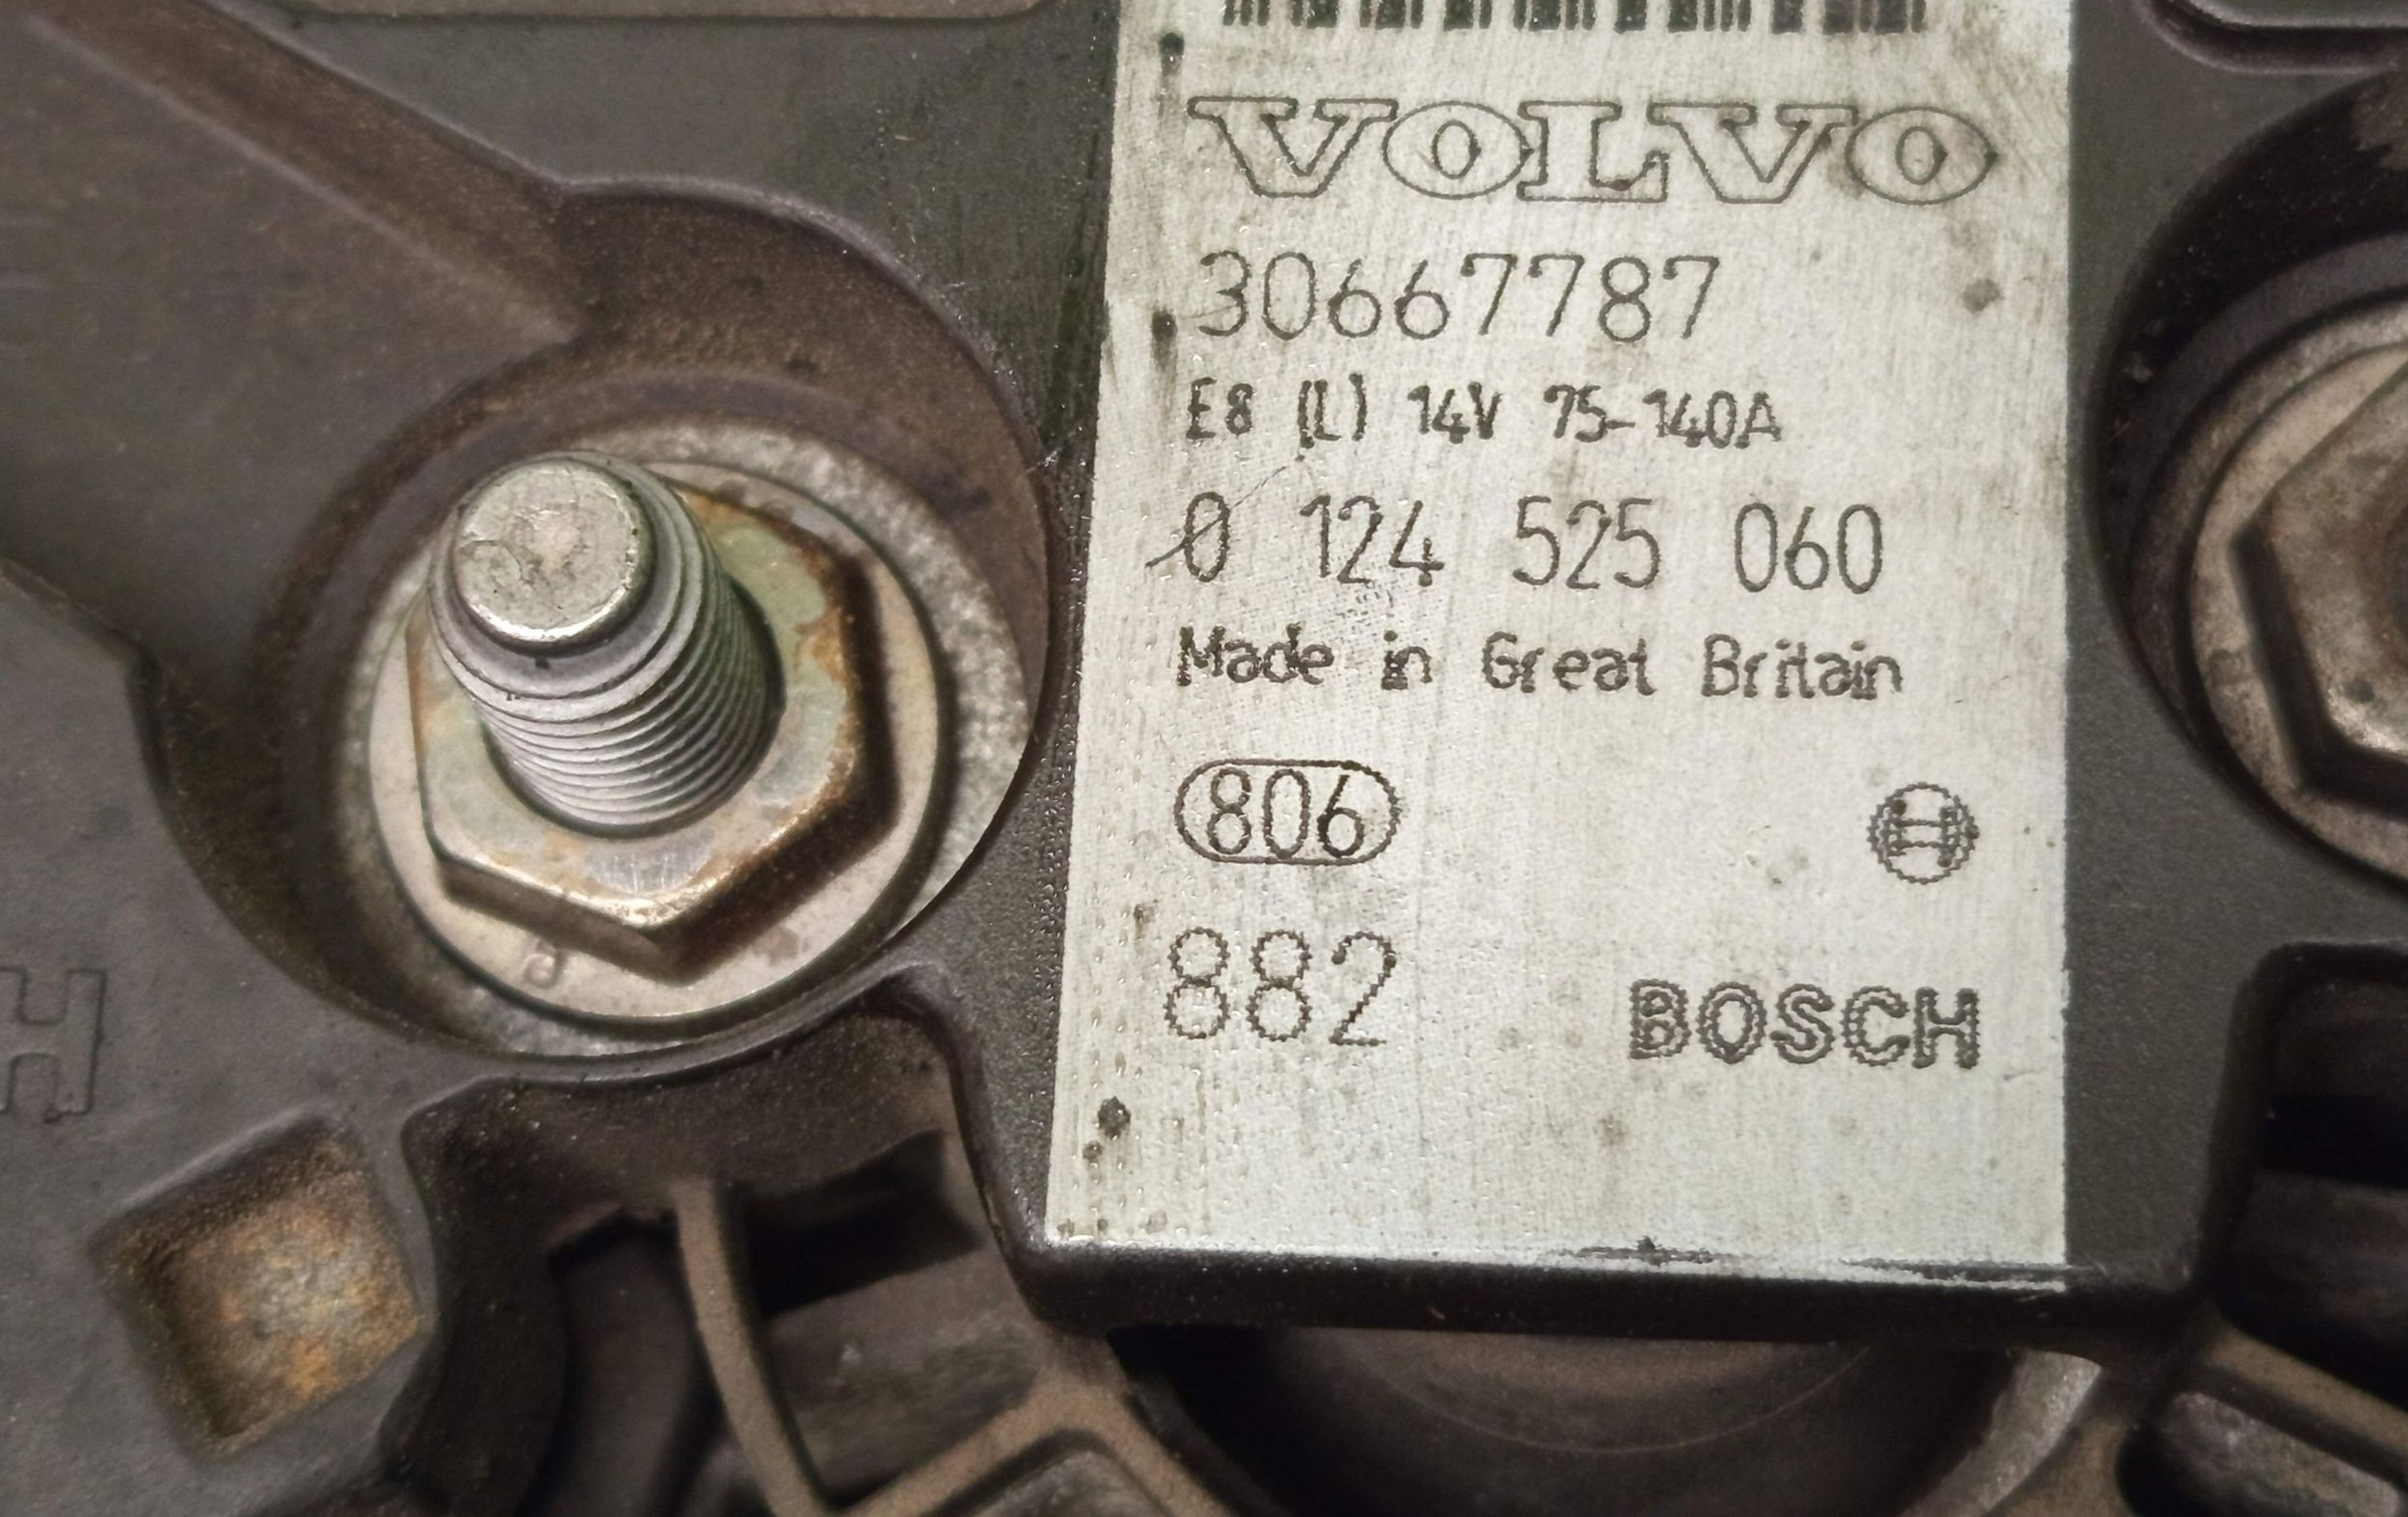 VOLVO
30667787
E8 (L) 14V 75-140A
0 124 525 060
Made in Great Britain
806
882 BOSCH
H